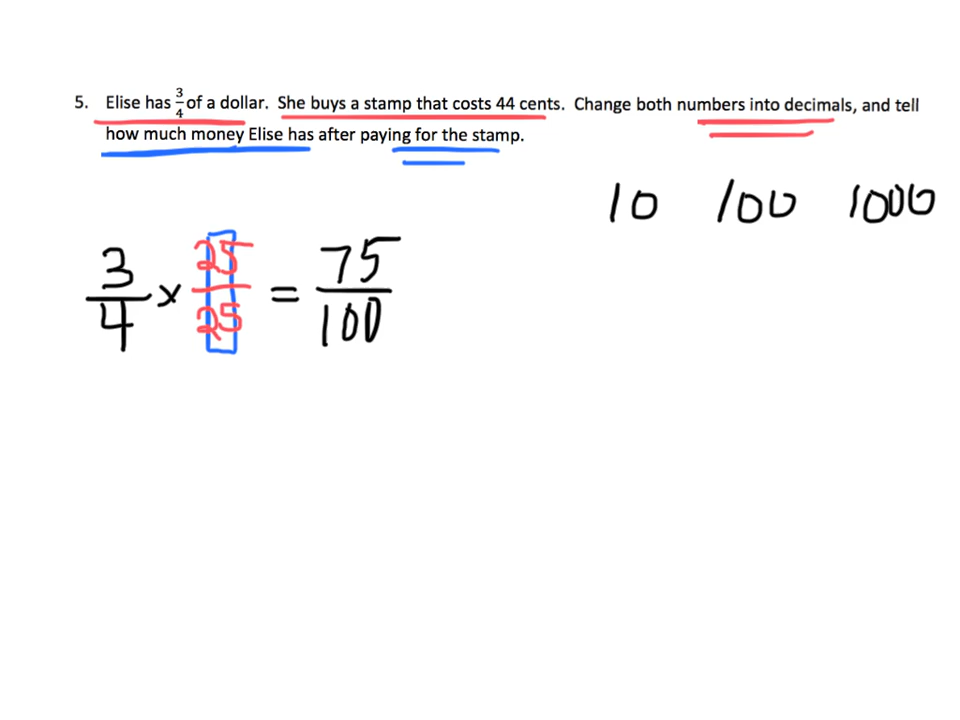 5. Elise has 3/4 of a dollar. She buys a stamp that costs 44 cents. Change both numbers into decimals, and tell
how much money Elise has after paying for the stamp.
10 100 1000
3/4 × 25/25 = 75/100